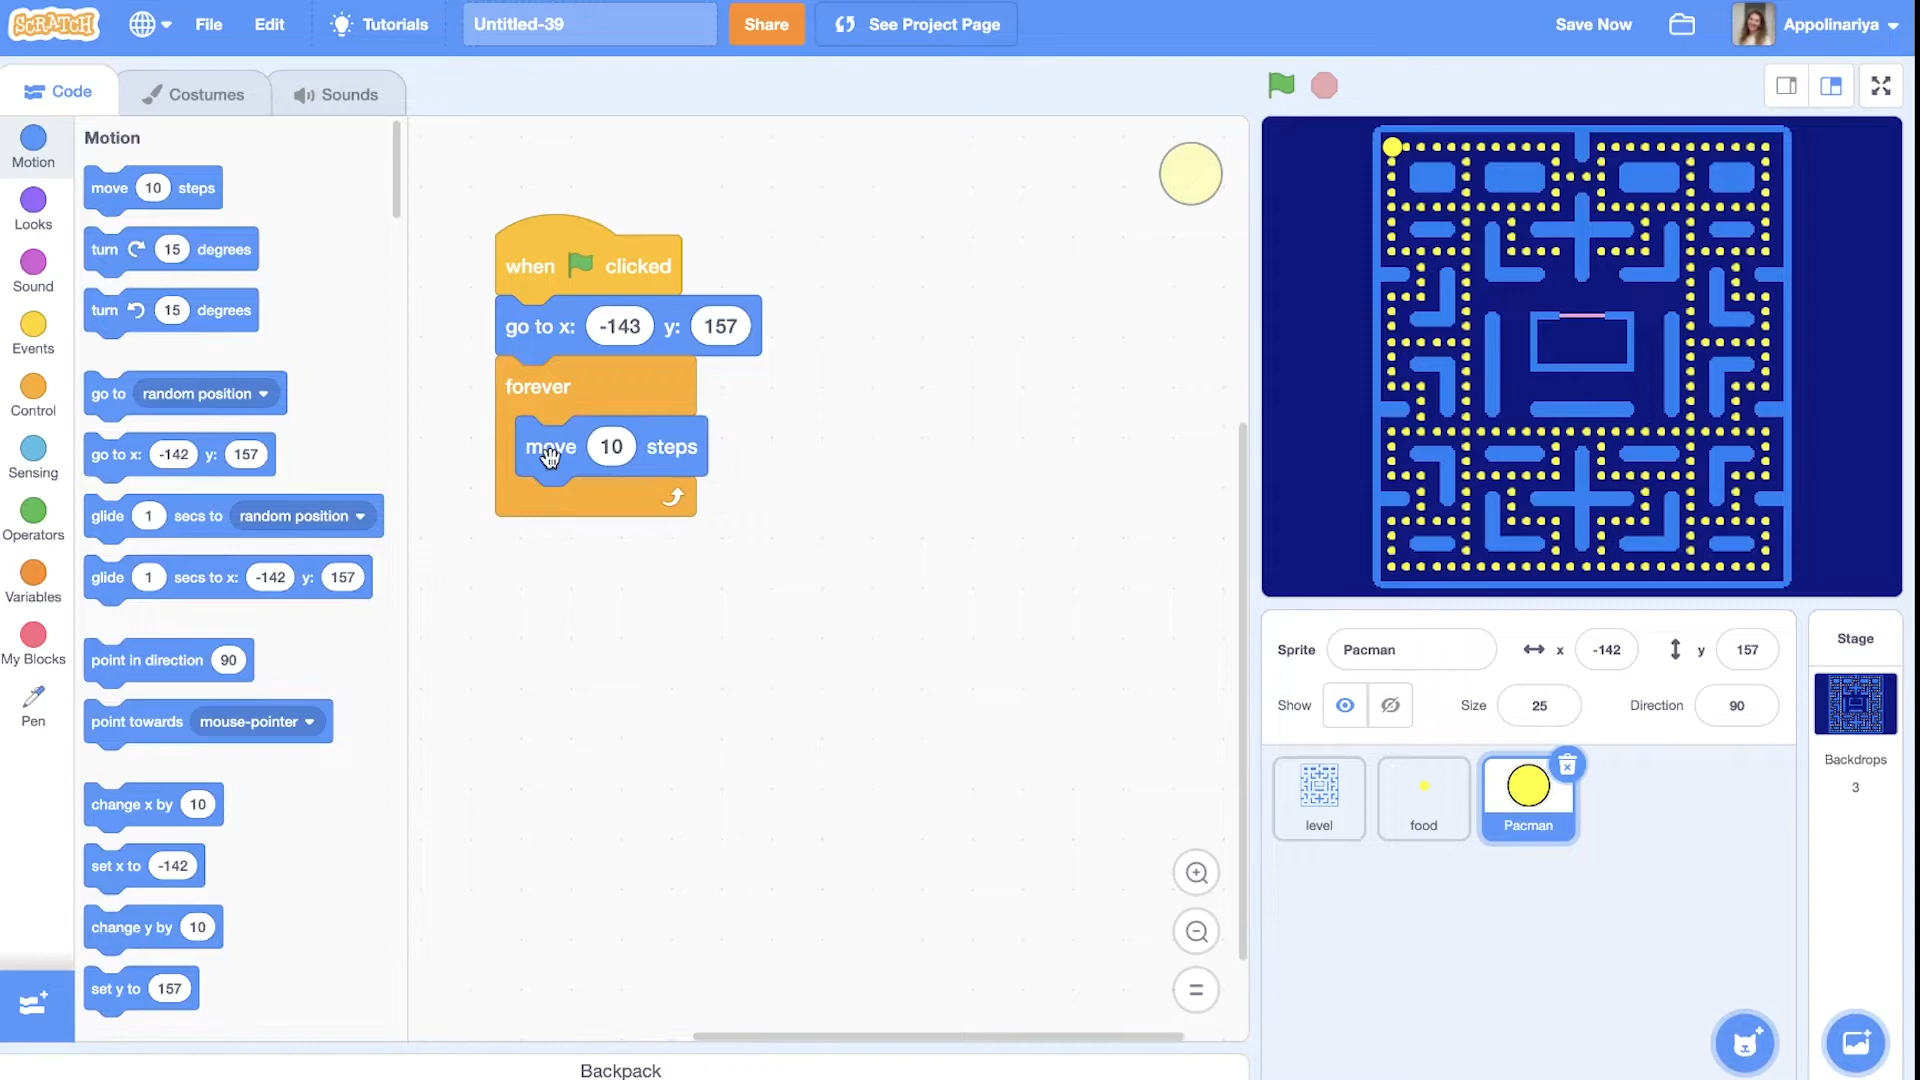 SCRATCH
File
Edit
Tutorials
Untitled-39
Share
See Project Page
Save Now
Appolinariya
Code
Costumes
Sounds
Motion
Looks
Sound
Events
Control
Sensing
Operators
Variables
My Blocks
Pen
Motion
move 10 steps
turn 15 degrees
turn 15 degrees
go to random position
go to x: -142 y: 157
glide 1 secs to random position
glide 1 secs to x: -142 y: 157
point in direction 90
point towards mouse-pointer
change x by 10
set x to -142
change y by 10
set y to 157
when clicked
go to x: -143 y: 157
forever
move 10 steps
Backpack
Sprite Pacman x -142 y 157
Show Size 25 Direction 90
level
food
Pacman
Stage
Backdrops
3